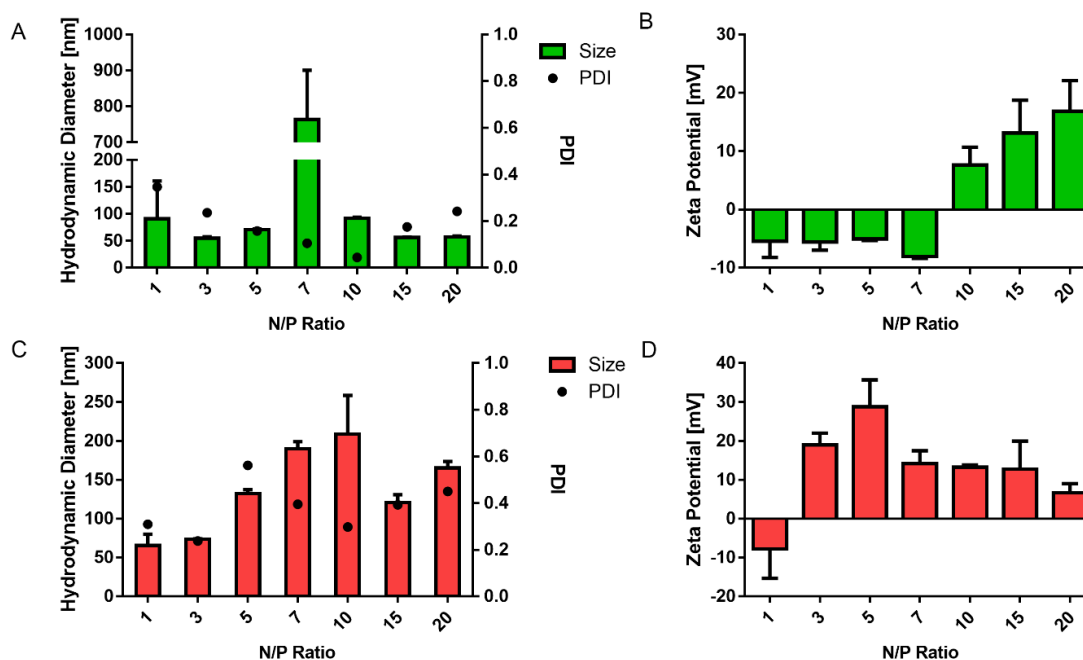 A
Hydrodynamic Diameter [nm]
1000
900
800
700
200
150
100
50
0
1.0
0.8
0.6
0.4
0.2
0.0
PDI
Size
PDI
1 3 5 7 10 15 20
N/P Ratio
B
Zeta Potential [mV]
30
20
10
0
-10
1 3 5 7 10 15 20
N/P Ratio
C
Hydrodynamic Diameter [nm]
300
250
200
150
100
50
0
1.0
0.8
0.6
0.4
0.2
0.0
PDI
Size
PDI
1 3 5 7 10 15 20
N/P Ratio
D
Zeta Potential [mV]
40
30
20
10
0
-10
-20
1 3 5 7 10 15 20
N/P Ratio